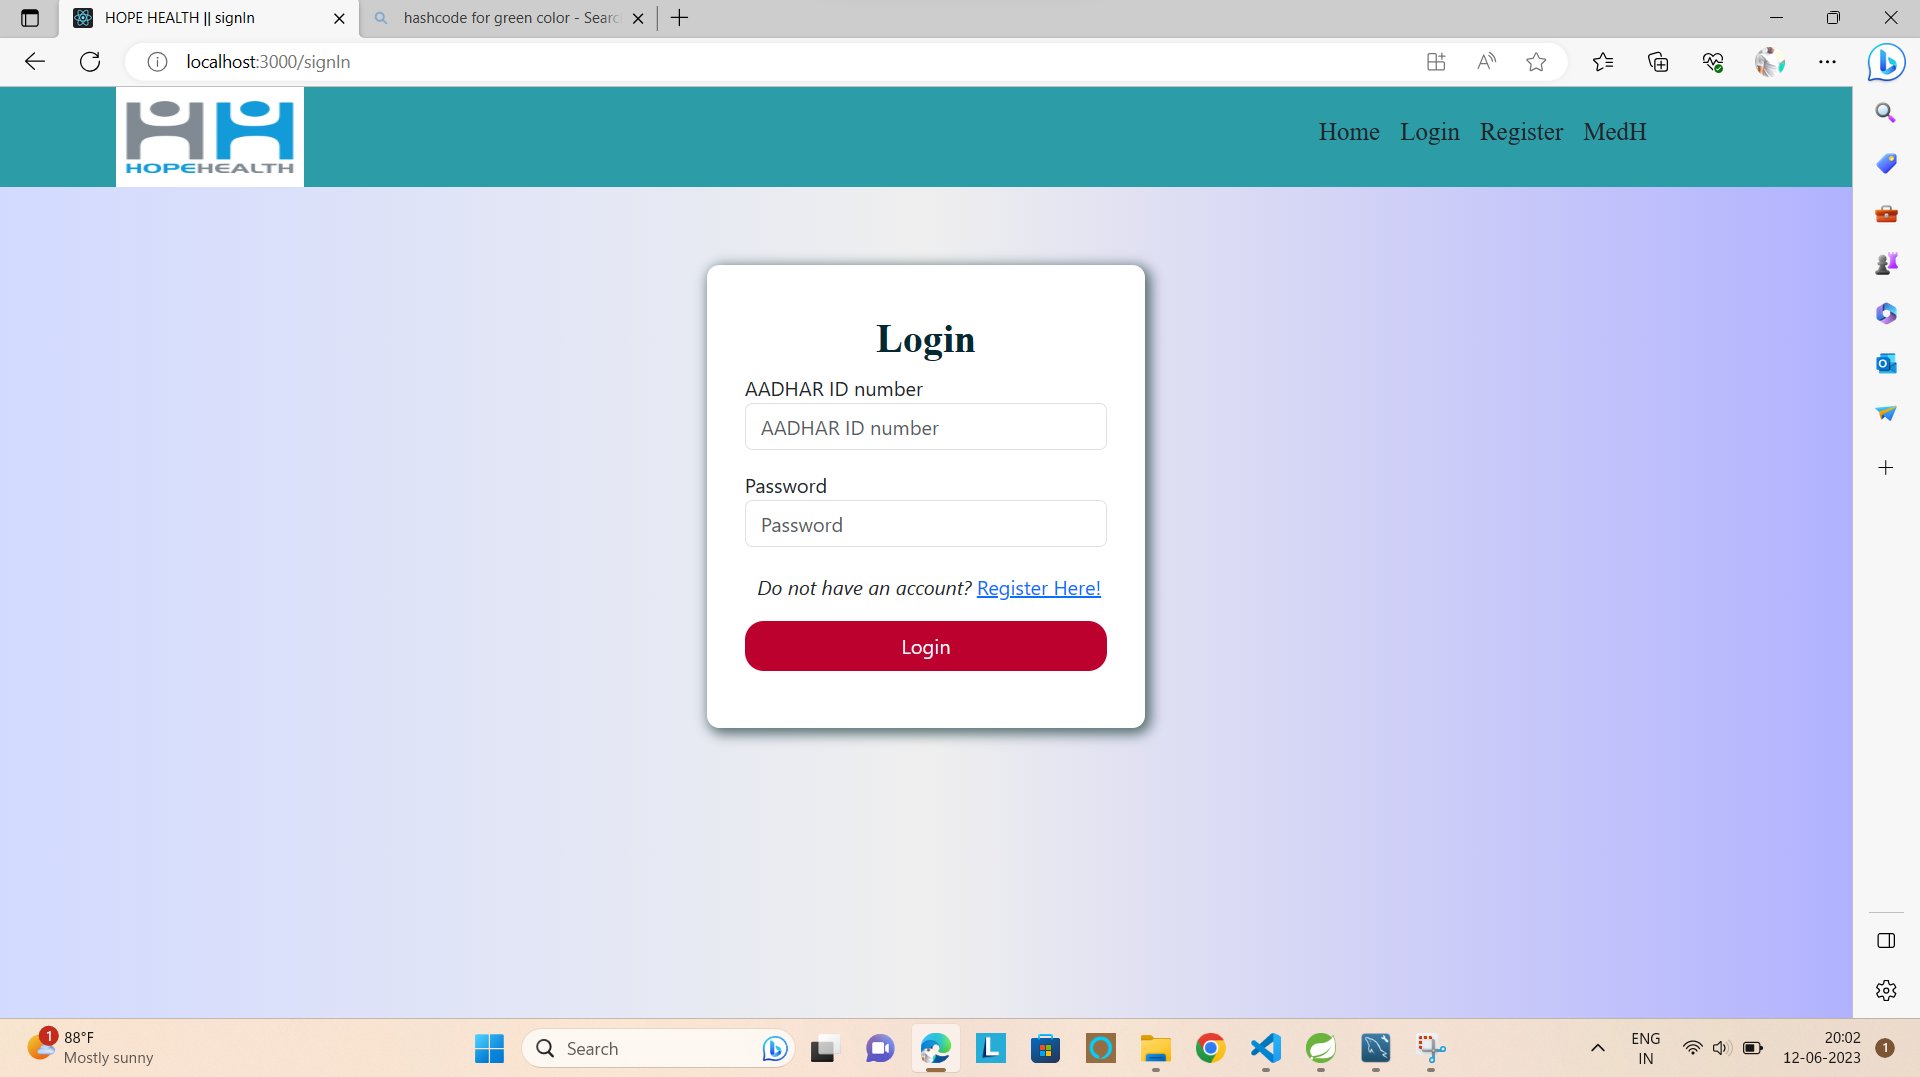 HOPE HEALTH || signIn
hashcode for green color - Searc
localhost:3000/signIn
HOPEHEALTH
Home Login Register MedH
Login
AADHAR ID number
AADHAR ID number
Password
Password
Do not have an account? Register Here!
Login
1
88°F
Mostly sunny
Search
ENG
IN
20:02
12-06-2023
1